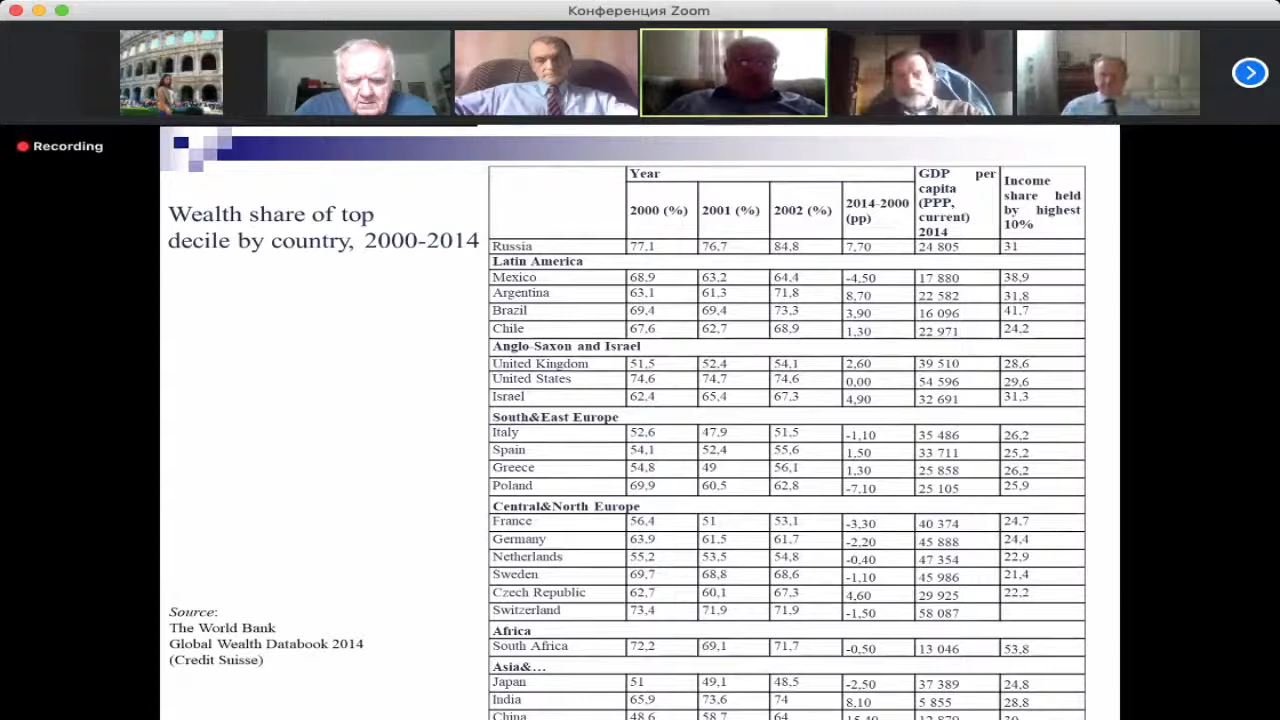 Конференция Zoom
Recording
Wealth share of top
decile by country, 2000-2014
Source:
The World Bank
Global Wealth Databook 2014
(Credit Suisse)
Year
GDP per capita (PPP, current) 2014
Income share held by highest 10%
2000 (%) 2001 (%) 2002 (%) 2014-2000 (pp)
Russia 77,1 76,7 84,8 7,70 24 805 31
Latin America
Mexico 68,9 63,2 64,4 -4,50 17 880 38,9
Argentina 63,1 61,3 71,8 8,70 22 582 31,8
Brazil 69,4 69,4 73,3 3,90 16 096 41,7
Chile 67,6 62,7 68,9 1,30 22 971 24,2
Anglo-Saxon and Israel
United Kingdom 51,5 52,4 54,1 2,60 39 510 28,6
United States 74,6 74,7 74,6 0,00 54 596 29,6
Israel 62,4 65,4 67,3 4,90 32 691 31,3
South&East Europe
Italy 52,6 47,9 51,5 -1,10 35 486 26,2
Spain 54,1 52,4 55,6 1,50 33 711 25,2
Greece 54,8 49 56,1 1,30 25 858 26,2
Poland 69,9 60,5 62,8 -7,10 25 105 25,9
Central&North Europe
France 56,4 51 53,1 -3,30 40 374 24,7
Germany 63,9 61,5 61,7 -2,20 45 888 24,4
Netherlands 55,2 53,5 54,8 -0,40 47 354 22,9
Sweden 69,7 68,8 68,6 -1,10 45 986 21,4
Czech Republic 62,7 60,1 67,3 4,60 29 925 22,2
Switzerland 73,4 71,9 71,9 -1,50 58 087
Africa
South Africa 72,2 69,1 71,7 -0,50 13 046 53,8
Asia&…
Japan 51 49,1 48,5 -2,50 37 389 24,8
India 65,9 73,6 74 8,10 5 855 28,8
China 48,6 58,7 64 15,40